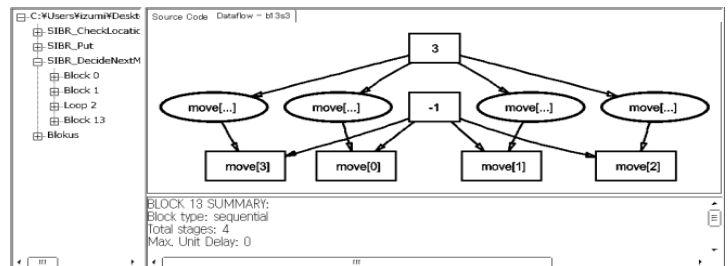 C:¥Users¥izumi¥Deskt
SIBR_CheckLocatic
SIBR_Put
SIBR_DecideNextM
Block 0
Block 1
Loop 2
Block 13
Blokus
Source Code Dataflow - b13s3
3
move[...] move[...] -1 move[...] move[...]
move[3] move[0] move[1] move[2]
BLOCK 13 SUMMARY:
Block type: sequential
Total stages: 4
Max. Unit Delay: 0